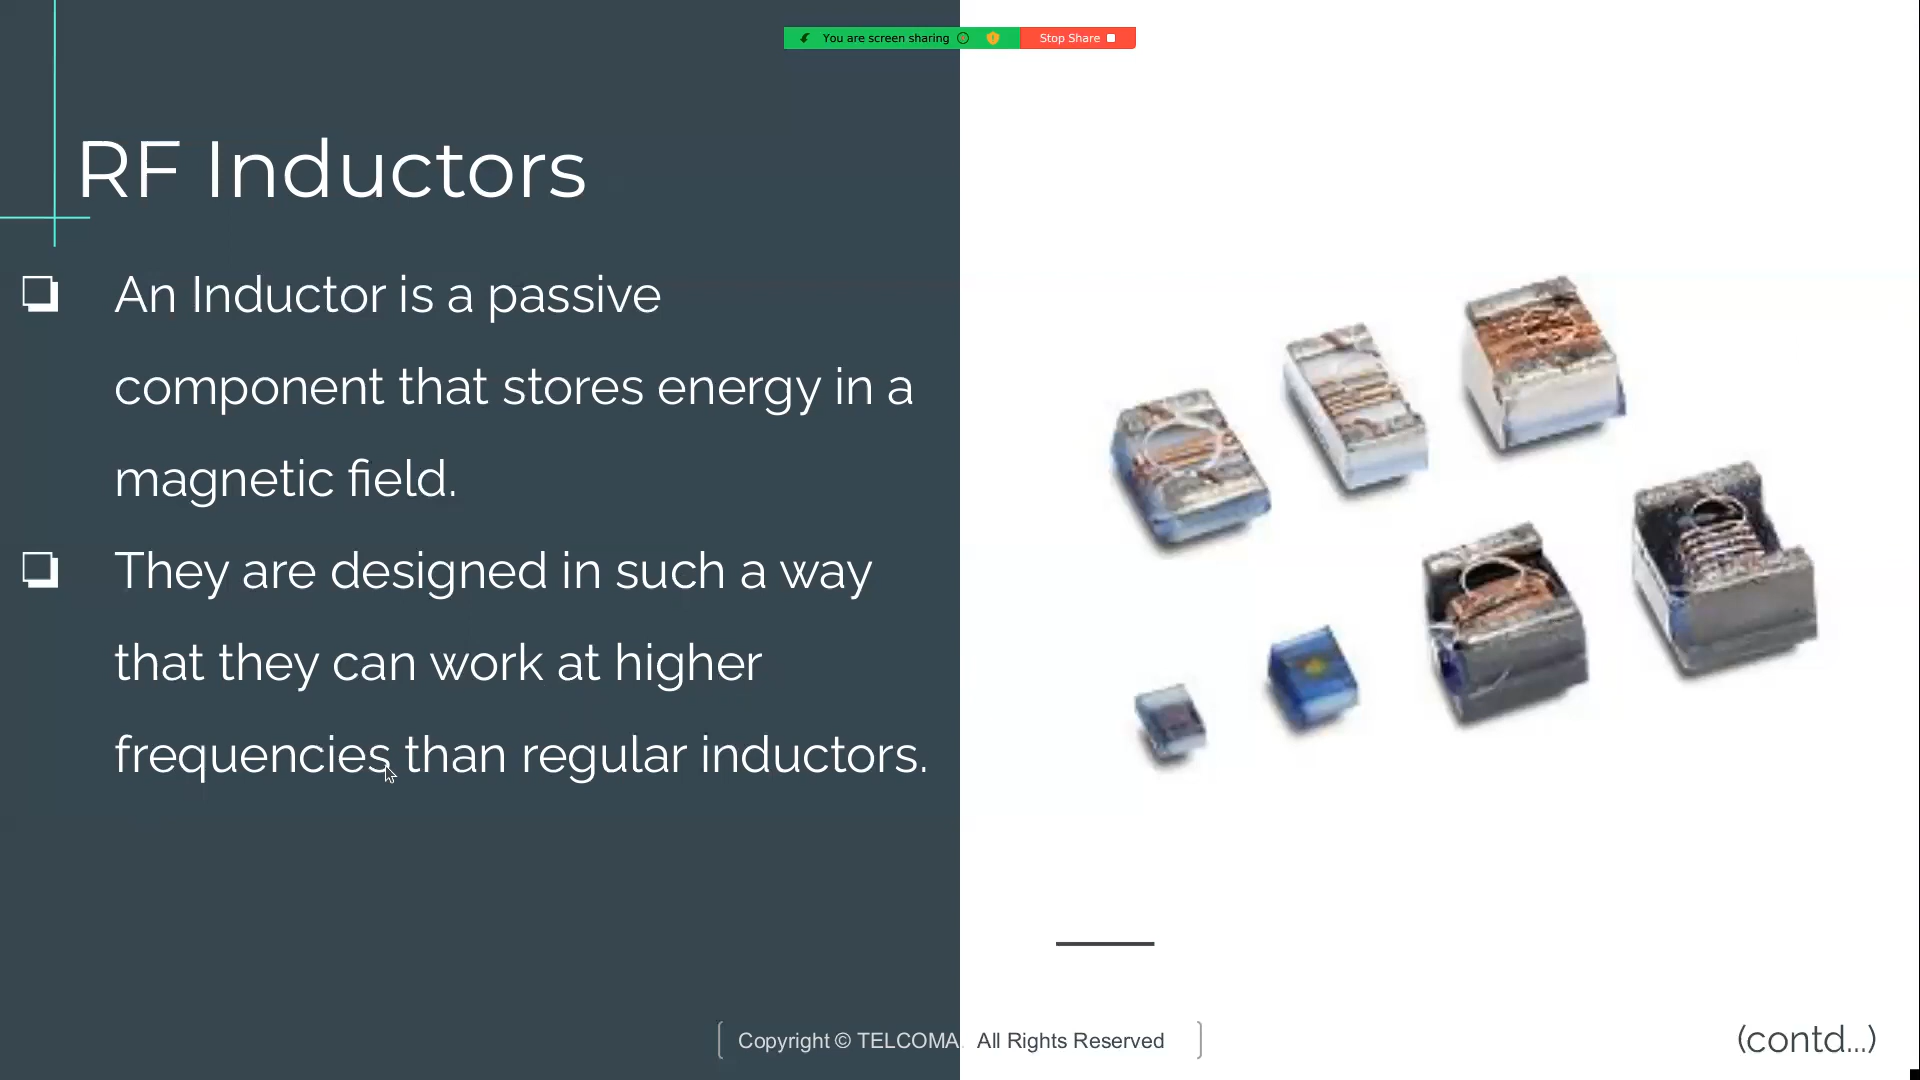 You are screen sharing
Stop Share
RF Inductors
❏ An Inductor is a passive
component that stores energy in a
magnetic field.
❏ They are designed in such a way
that they can work at higher
frequencies than regular inductors.
Copyright © TELCOMA. All Rights Reserved
(contd...)